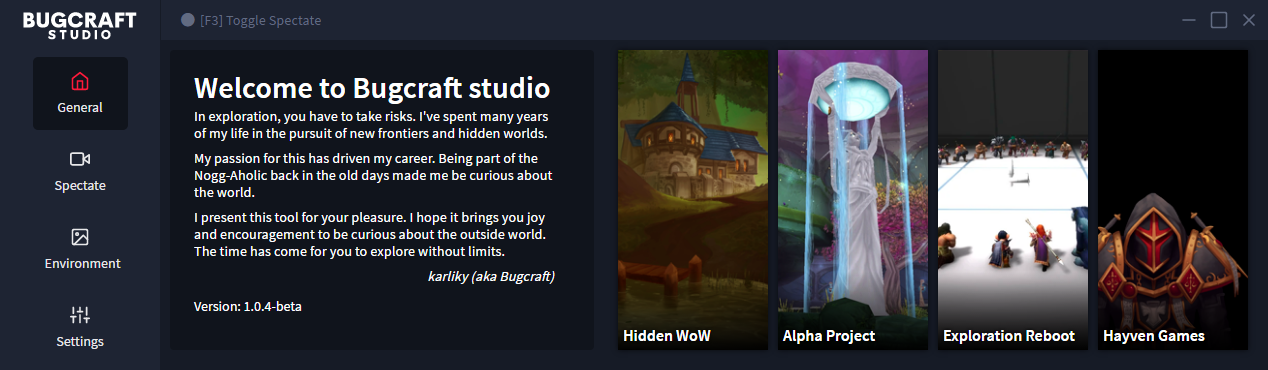 BUGCRAFT
STUDIO
[F3] Toggle Spectate
General
Spectate
Environment
Settings
Welcome to Bugcraft studio
In exploration, you have to take risks. I've spent many years
of my life in the pursuit of new frontiers and hidden worlds.
My passion for this has driven my career. Being part of the
Nogg-Aholic back in the old days made me be curious about
the world.
I present this tool for your pleasure. I hope it brings you joy
and encouragement to be curious about the outside world.
The time has come for you to explore without limits.
karliky (aka Bugcraft)
Version: 1.0.4-beta
Hidden WoW
Alpha Project
Exploration Reboot
Hayven Games